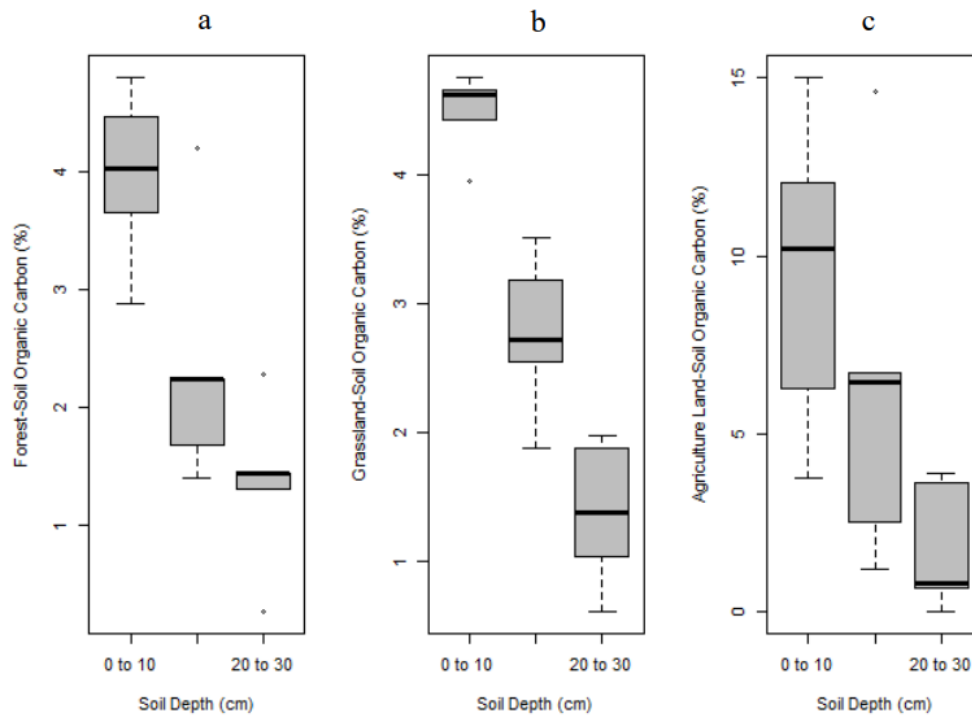 a
Forest-Soil Organic Carbon (%)
4
3
2
1
0 to 10
20 to 30
Soil Depth (cm)
b
Grassland-Soil Organic Carbon (%)
4
3
2
1
0 to 10
20 to 30
Soil Depth (cm)
c
Agriculture Land-Soil Organic Carbon (%)
15
10
5
0
0 to 10
20 to 30
Soil Depth (cm)